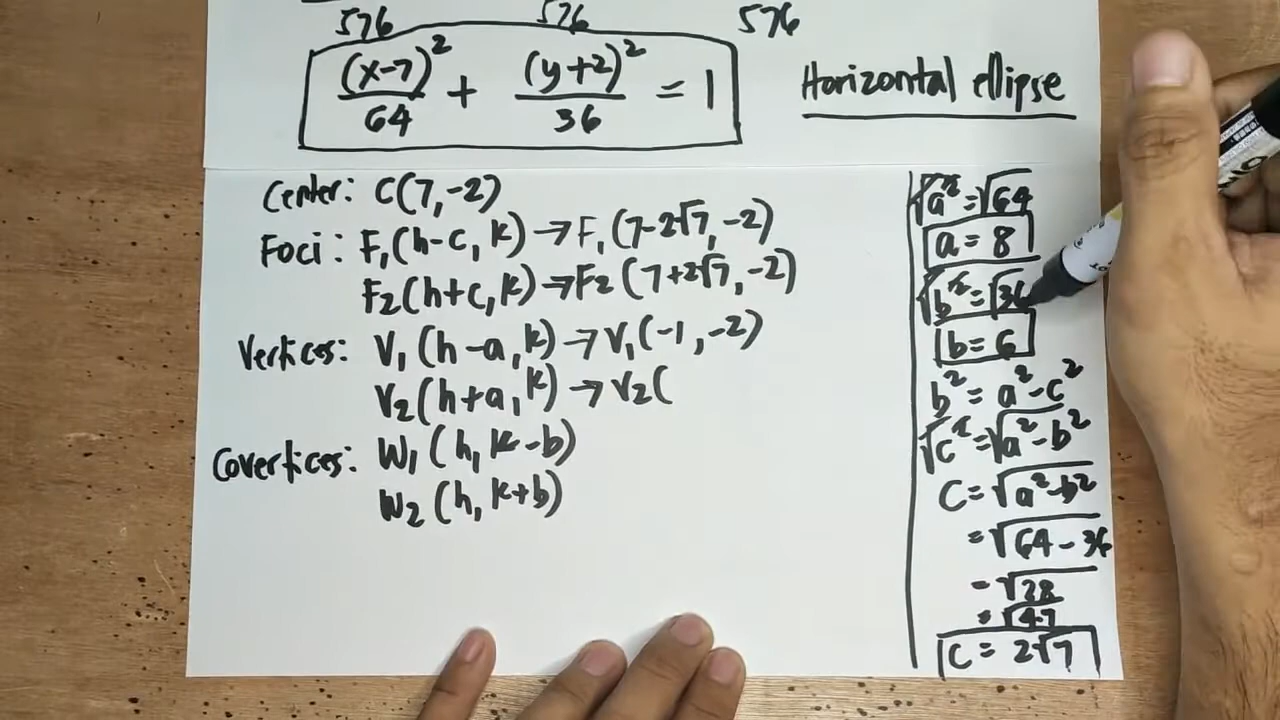 576 576 576
(x-7)²/64 + (y+2)²/36 = 1
Horizontal ellipse
Center: C(7,-2)
Foci: F₁(h-c, k) → F₁(7-2√7, -2)
F₂(h+c, k) → F₂(7+2√7, -2)
Vertices: V₁(h-a, k) → V₁(-1, -2)
V₂(h+a, k) → V₂(
Covertices: W₁(h, k-b)
W₂(h, k+b)
√a² = √64
a = 8
√b² = √36
b = 6
b² = a²-c²
√c² = √a²-b²
C = √a²-b²
= √64-36
= √28
= √4·7
C = 2√7